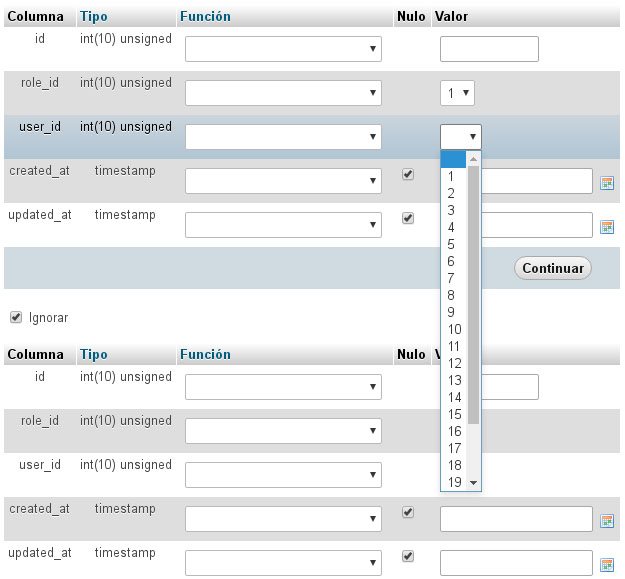 Columna Tipo Función Nulo Valor
id int(10) unsigned
role_id int(10) unsigned 1
user_id int(10) unsigned
created_at timestamp
1
2
updated_at timestamp
3
4
5
6
Continuar
7
8
9
Ignorar
10
11
Columna Tipo Función Nulo V
12
id int(10) unsigned
13
14
role_id int(10) unsigned
15
16
17
user_id int(10) unsigned
18
19
created_at timestamp
updated_at timestamp